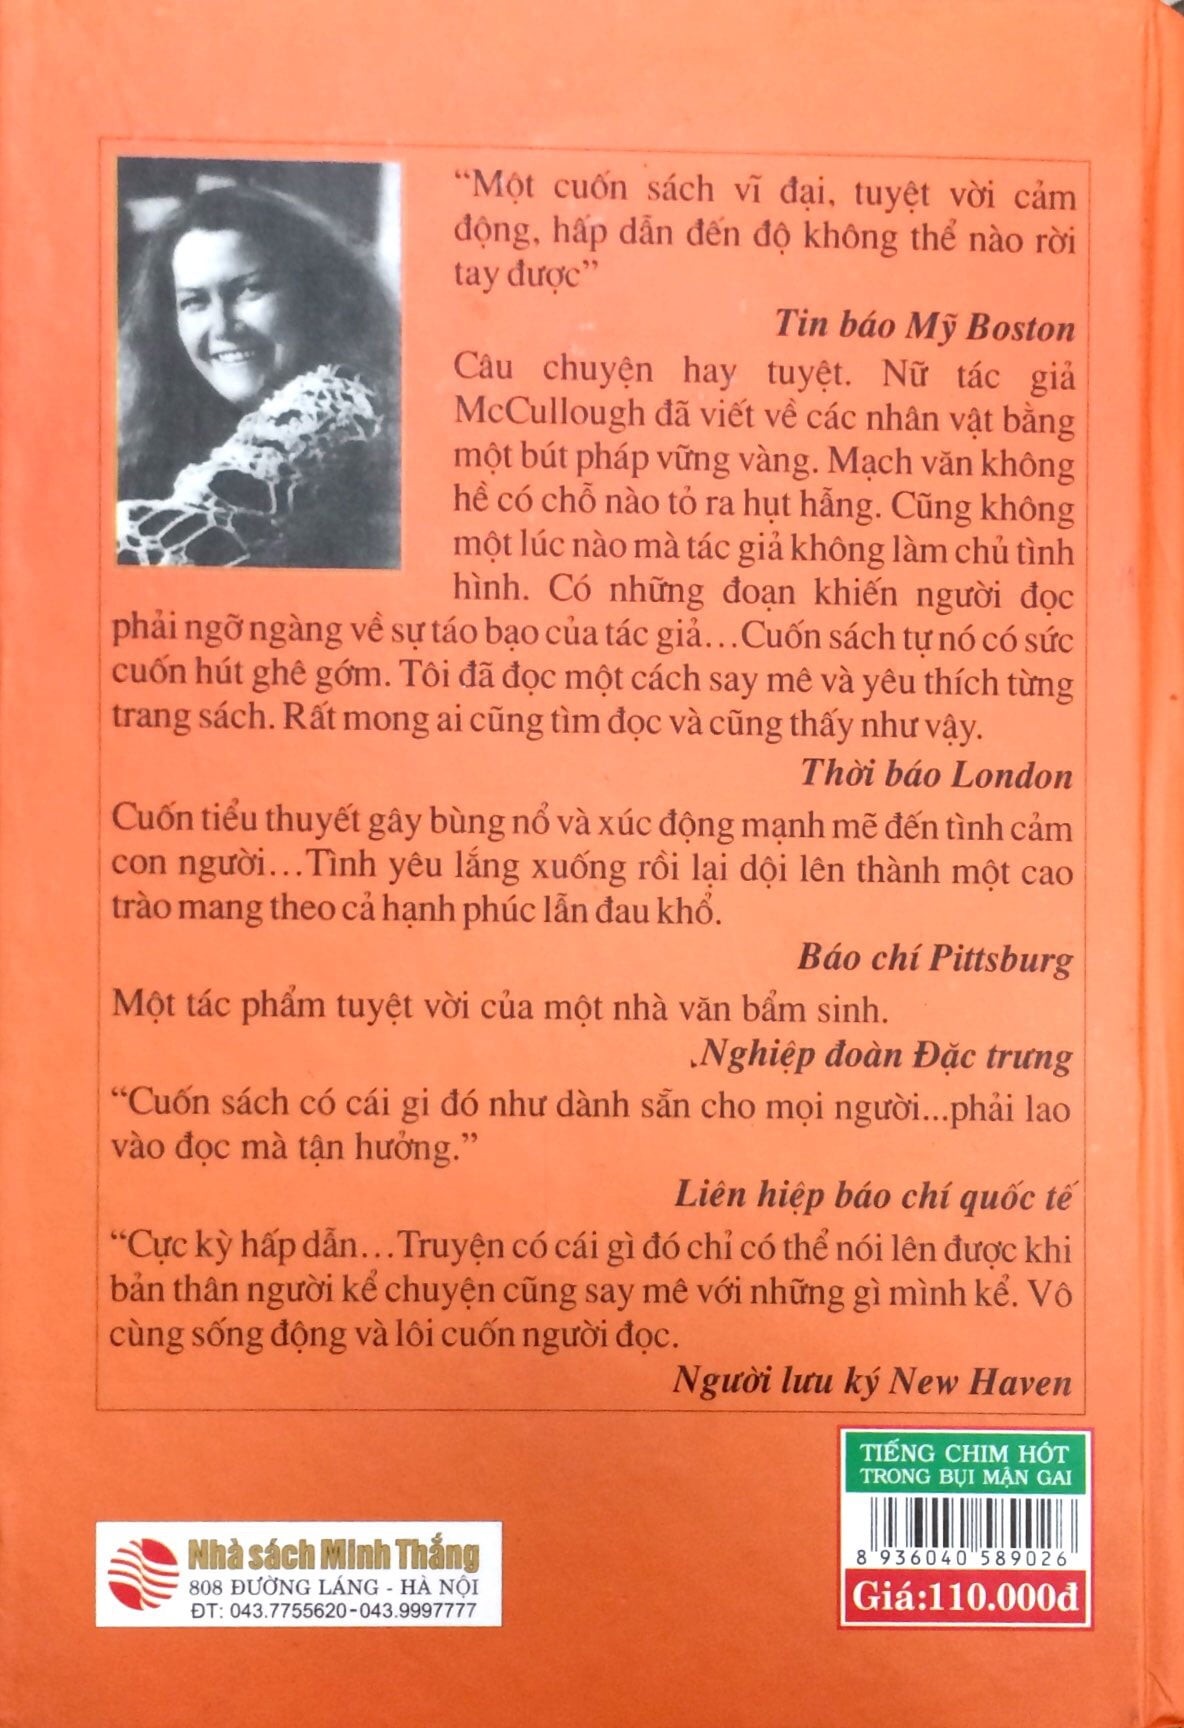 “Một cuốn sách vĩ đại, tuyệt vời cảm
động, hấp dẫn đến độ không thể nào rời
tay được”
Tin báo Mỹ Boston
Câu chuyện hay tuyệt. Nữ tác giả
McCullough đã viết về các nhân vật bằng
một bút pháp vững vàng. Mạch văn không
hề có chỗ nào tỏ ra hụt hẫng. Cũng không
một lúc nào mà tác giả không làm chủ tình
hình. Có những đoạn khiến người đọc
phải ngỡ ngàng về sự táo bạo của tác giả...Cuốn sách tự nó có sức
cuốn hút ghê gớm. Tôi đã đọc một cách say mê và yêu thích từng
trang sách. Rất mong ai cũng tìm đọc và cũng thấy như vậy.
Thời báo London
Cuốn tiểu thuyết gây bùng nổ và xúc động mạnh mẽ đến tình cảm
con người...Tình yêu lắng xuống rồi lại dội lên thành một cao
trào mang theo cả hạnh phúc lẫn đau khổ.
Báo chí Pittsburg
Một tác phẩm tuyệt vời của một nhà văn bẩm sinh.
Nghiệp đoàn Đặc trưng
“Cuốn sách có cái gi đó như dành sẵn cho mọi người...phải lao
vào đọc mà tận hưởng.”
Liên hiệp báo chí quốc tế
“Cực kỳ hấp dẫn...Truyện có cái gì đó chỉ có thể nói lên được khi
bản thân người kể chuyện cũng say mê với những gì mình kể. Vô
cùng sống động và lôi cuốn người đọc.
Người lưu ký New Haven
TIẾNG CHIM HÓT
TRONG BỤI MẬN GAI
8 936040 589026
Giá:110.000đ
Nhà sách Minh Thắng
808 ĐƯỜNG LÁNG - HÀ NỘI
ĐT: 043.7755620-043.9997777